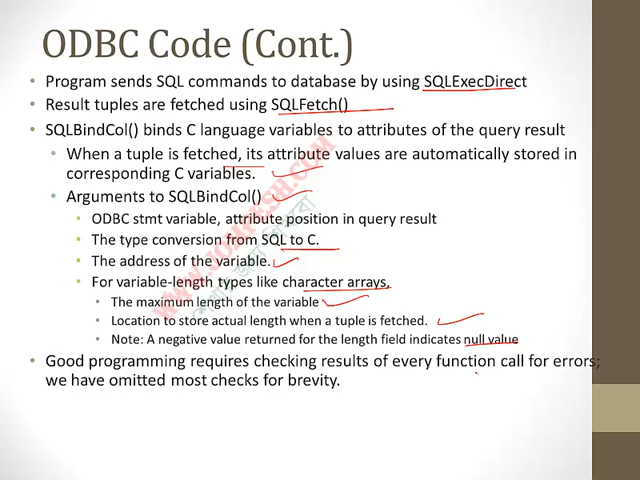 ODBC Code (Cont.)
• Program sends SQL commands to database by using SQLExecDirect
• Result tuples are fetched using SQLFetch()
• SQLBindCol() binds C language variables to attributes of the query result
• When a tuple is fetched, its attribute values are automatically stored in
corresponding C variables.
• Arguments to SQLBindCol()
• ODBC stmt variable, attribute position in query result
• The type conversion from SQL to C.
• The address of the variable.
• For variable-length types like character arrays,
• The maximum length of the variable
• Location to store actual length when a tuple is fetched.
• Note: A negative value returned for the length field indicates null value
• Good programming requires checking results of every function call for errors;
we have omitted most checks for brevity.